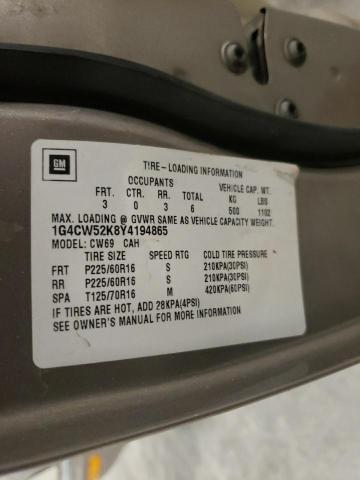 GM
TIRE-LOADING INFORMATION
OCCUPANTS VEHICLE CAP. WT.
FRT. CTR. RR. TOTAL KG LBS
3 0 3 6 500 1102
MAX. LOADING @ GVWR SAME AS VEHICLE CAPACITY WEIGHT.
1G4CW52K8Y4194865
MODEL: CW69 CAH
TIRE SIZE SPEED RTG COLD TIRE PRESSURE
FRT P225/60R16 S 210KPA(30PSI)
RR P225/60R16 S 210KPA(30PSI)
SPA T125/70R16 M 420KPA(60PSI)
IF TIRES ARE HOT, ADD 28KPA(4PSI)
SEE OWNER'S MANUAL FOR MORE INFORMATION